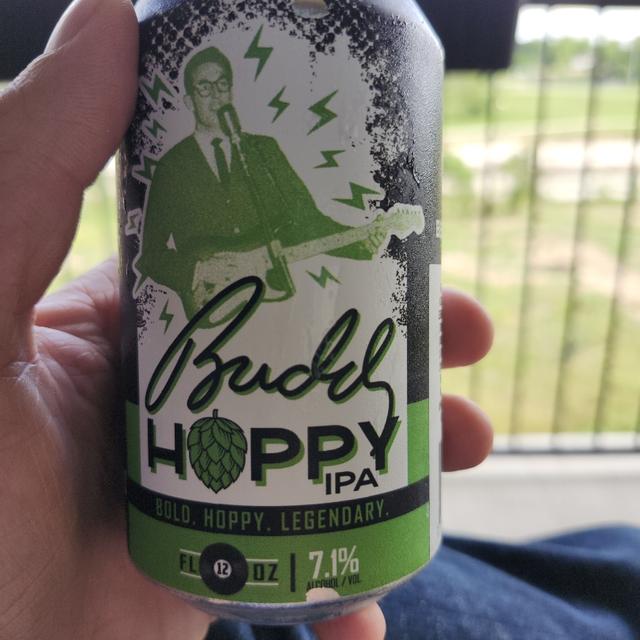 Buddy
HOPPY
IPA
BOLD. HOPPY. LEGENDARY.
FL 12 OZ | 7.1%
ALCOHOL / VOL